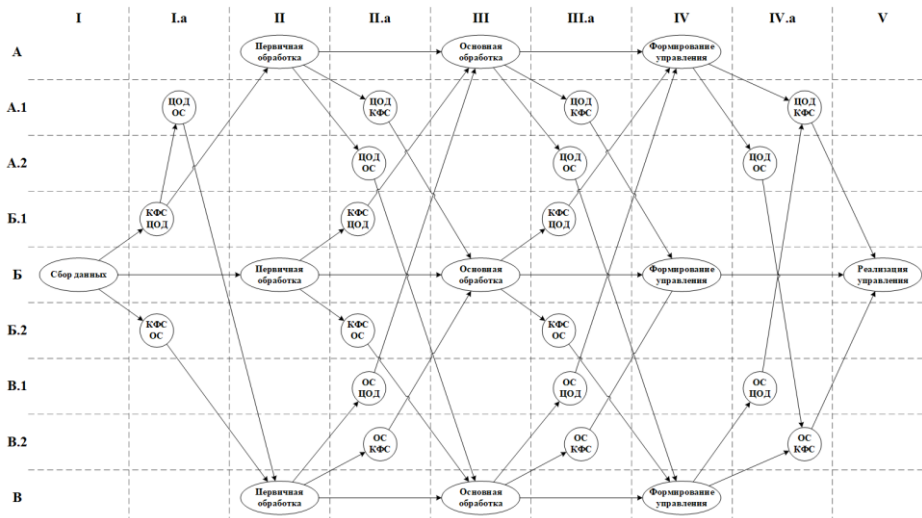 I I.a II II.a III III.a IV IV.a V
А
Первичная
обработка
Основная
обработка
Формирование
управления
А.1
ЦОД
ОС
ЦОД
КФС
ЦОД
КФС
ЦОД
КФС
А.2
ЦОД
ОС
ЦОД
ОС
ЦОД
ОС
Б.1
КФС
ЦОД
КФС
ЦОД
КФС
ЦОД
Б
Сбор данных
Первичная
обработка
Основная
обработка
Формирование
управления
Реализация
управления
Б.2
КФС
ОС
КФС
ОС
КФС
ОС
В.1
ОС
ЦОД
ОС
ЦОД
ОС
ЦОД
В.2
ОС
КФС
ОС
КФС
ОС
КФС
В
Первичная
обработка
Основная
обработка
Формирование
управления